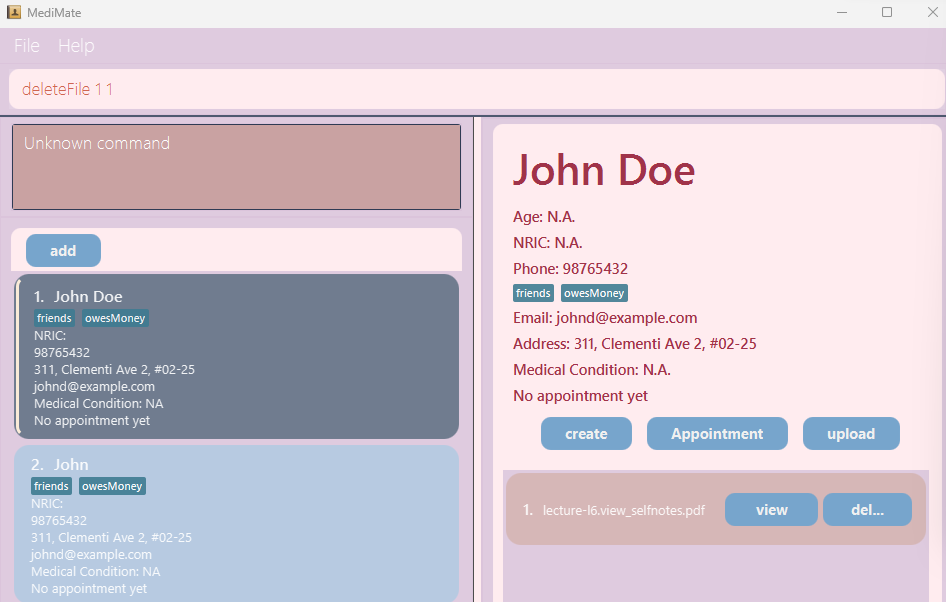 MediMate
File Help
deleteFile 1 1
Unknown command
add
1. John Doe
friends owesMoney
NRIC:
98765432
311, Clementi Ave 2, #02-25
johnd@example.com
Medical Condition: NA
No appointment yet
2. John
friends owesMoney
NRIC:
98765432
311, Clementi Ave 2, #02-25
johnd@example.com
Medical Condition: NA
No appointment yet
John Doe
Age: N.A.
NRIC: N.A.
Phone: 98765432
friends owesMoney
Email: johnd@example.com
Address: 311, Clementi Ave 2, #02-25
Medical Condition: N.A.
No appointment yet
create Appointment upload
1. lecture-l6.view_selfnotes.pdf view del...